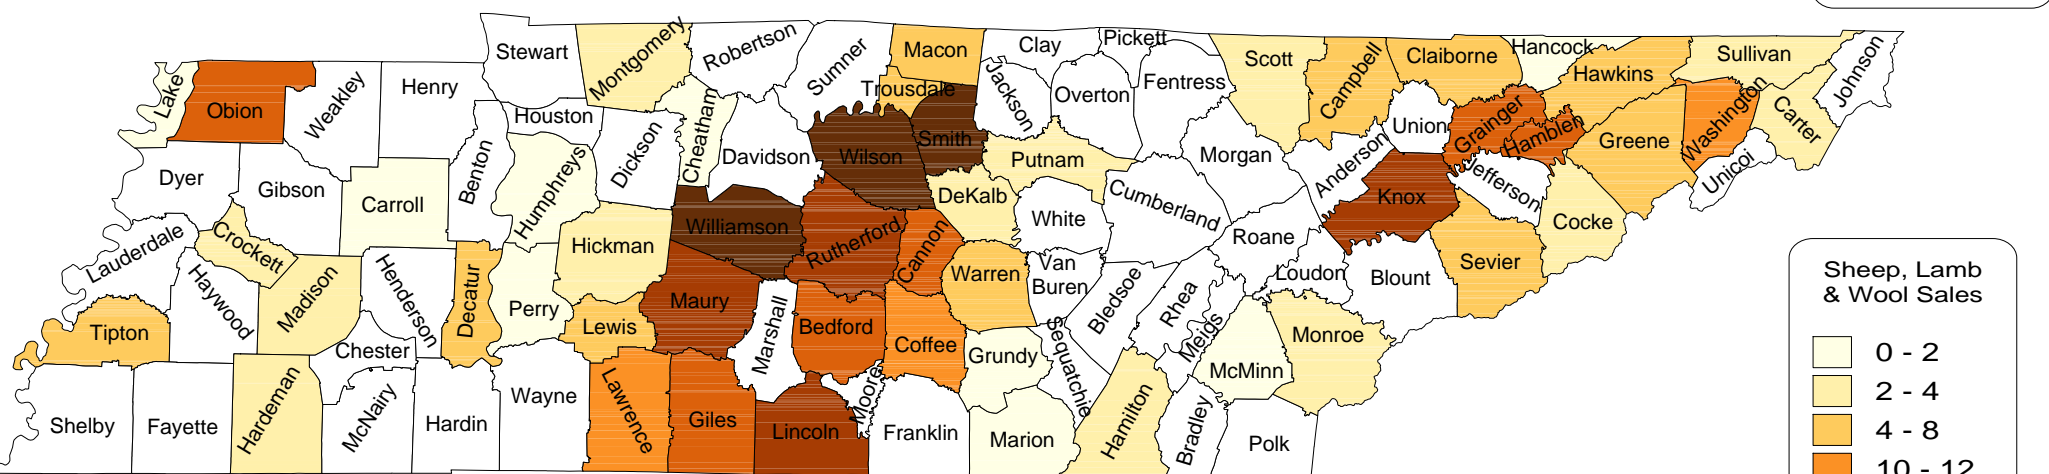 Stewart
Montgomery
Robertson
Sumner
Macon
Clay
Pickett
Scott
Campbell
Claiborne
Hancock
Hawkins
Sullivan
Johnson
Lake
Obion
Weakley
Henry
Houston
Cheatham
Trousdale
Jackson
Overton
Fentress
Union
Grainger
Hamblen
Washington
Carter
Benton
Humphreys
Dickson
Davidson
Wilson
Smith
Putnam
Morgan
Anderson
Greene
Unicoi
Dyer
Gibson
Carroll
DeKalb
White
Cumberland
Knox
Jefferson
Cocke
Lauderdale
Crockett
Hickman
Williamson
Rutherford
Cannon
Roane
Haywood
Madison
Henderson
Decatur
Perry
Maury
Warren
Van
Buren
Bledsoe
Rhea
Loudon
Blount
Sevier
Tipton
Lewis
Marshall
Bedford
Coffee
Grundy
Sequatchie
Meigs
McMinn
Monroe
Chester
Shelby
Fayette
Hardeman
McNairy
Hardin
Wayne
Lawrence
Giles
Lincoln
Moore
Franklin
Marion
Hamilton
Bradley
Polk
Sheep, Lamb
& Wool Sales
0 - 2
2 - 4
4 - 8
10 - 12